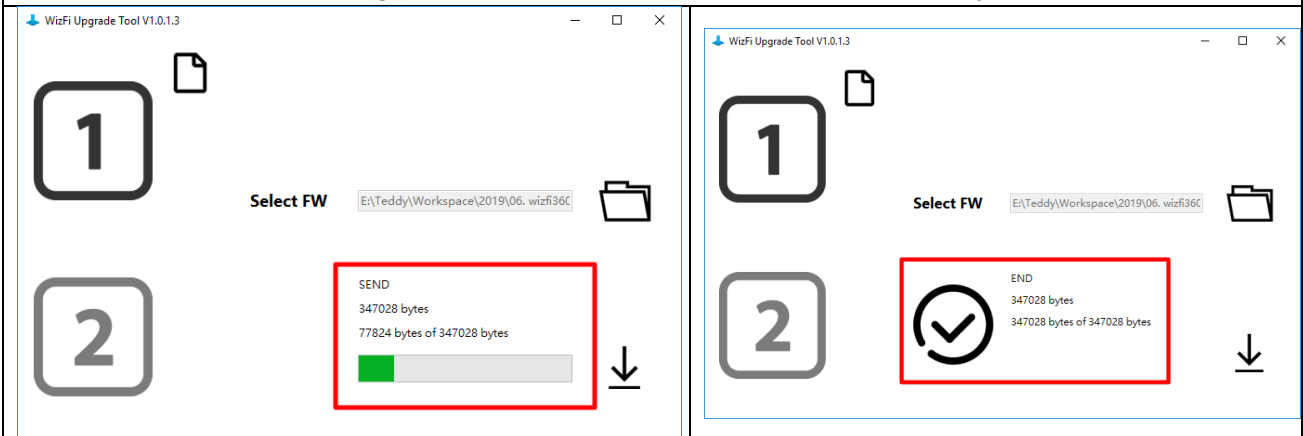 WizFi Upgrade Tool V1.0.1.3
1
Select FW E:\Teddy\Workspace\2019\06. wizfi360
2
SEND
347028 bytes
77824 bytes of 347028 bytes
WizFi Upgrade Tool V1.0.1.3
1
Select FW E:\Teddy\Workspace\2019\06. wizfi360
2
END
347028 bytes
347028 bytes of 347028 bytes